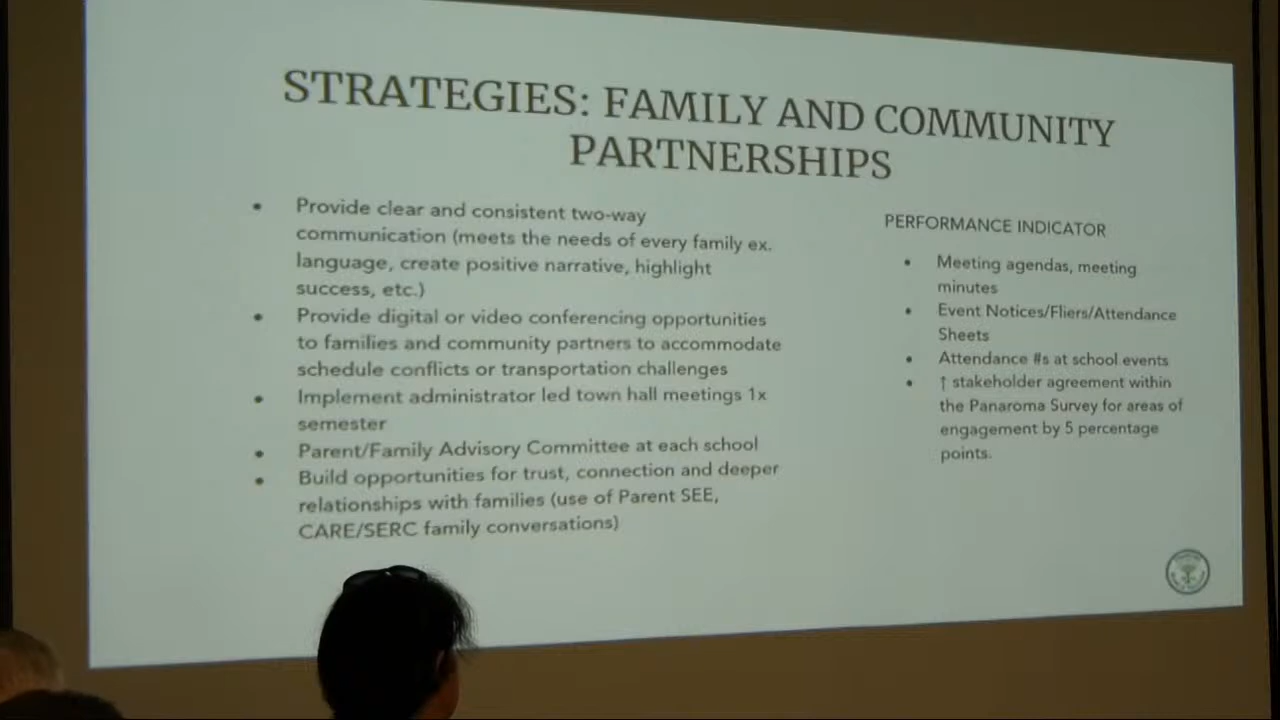 STRATEGIES: FAMILY AND COMMUNITY
PARTNERSHIPS
• Provide clear and consistent two-way
communication (meets the needs of every family ex.
language, create positive narrative, highlight
success, etc.)
• Provide digital or video conferencing opportunities
to families and community partners to accommodate
schedule conflicts or transportation challenges
• Implement administrator led town hall meetings 1x
semester
• Parent/Family Advisory Committee at each school
• Build opportunities for trust, connection and deeper
relationships with families (use of Parent SEE,
CARE/SERC family conversations)
PERFORMANCE INDICATOR
• Meeting agendas, meeting
minutes
• Event Notices/Fliers/Attendance
Sheets
• Attendance #s at school events
• ↑ stakeholder agreement within
the Panaroma Survey for areas of
engagement by 5 percentage
points.